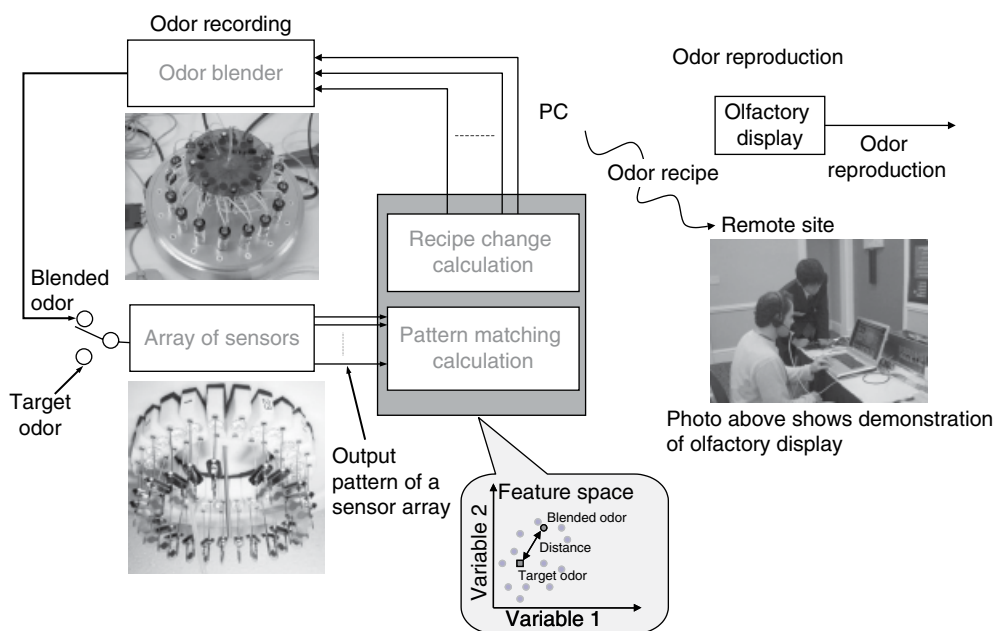 Odor recording
Odor blender
Odor reproduction
PC
Olfactory
display
Odor
reproduction
Odor recipe
Remote site
Recipe change
calculation
Blended
odor
Array of sensors
Pattern matching
calculation
Target
odor
Output
pattern of a
sensor array
Photo above shows demonstration
of olfactory display
Feature space
Blended odor
Distance
Target odor
Variable 2
Variable 1